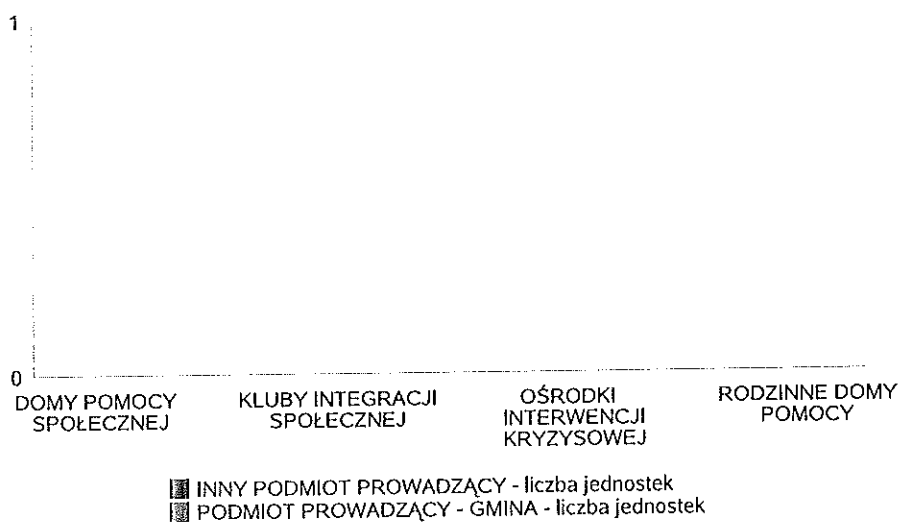 1
0
DOMY POMOCY
SPOŁECZNEJ
KLUBY INTEGRACJI
SPOŁECZNEJ
OŚRODKI
INTERWENCJI
KRYZYSOWEJ
RODZINNE DOMY
POMOCY
INNY PODMIOT PROWADZĄCY - liczba jednostek
PODMIOT PROWADZĄCY - GMINA - liczba jednostek